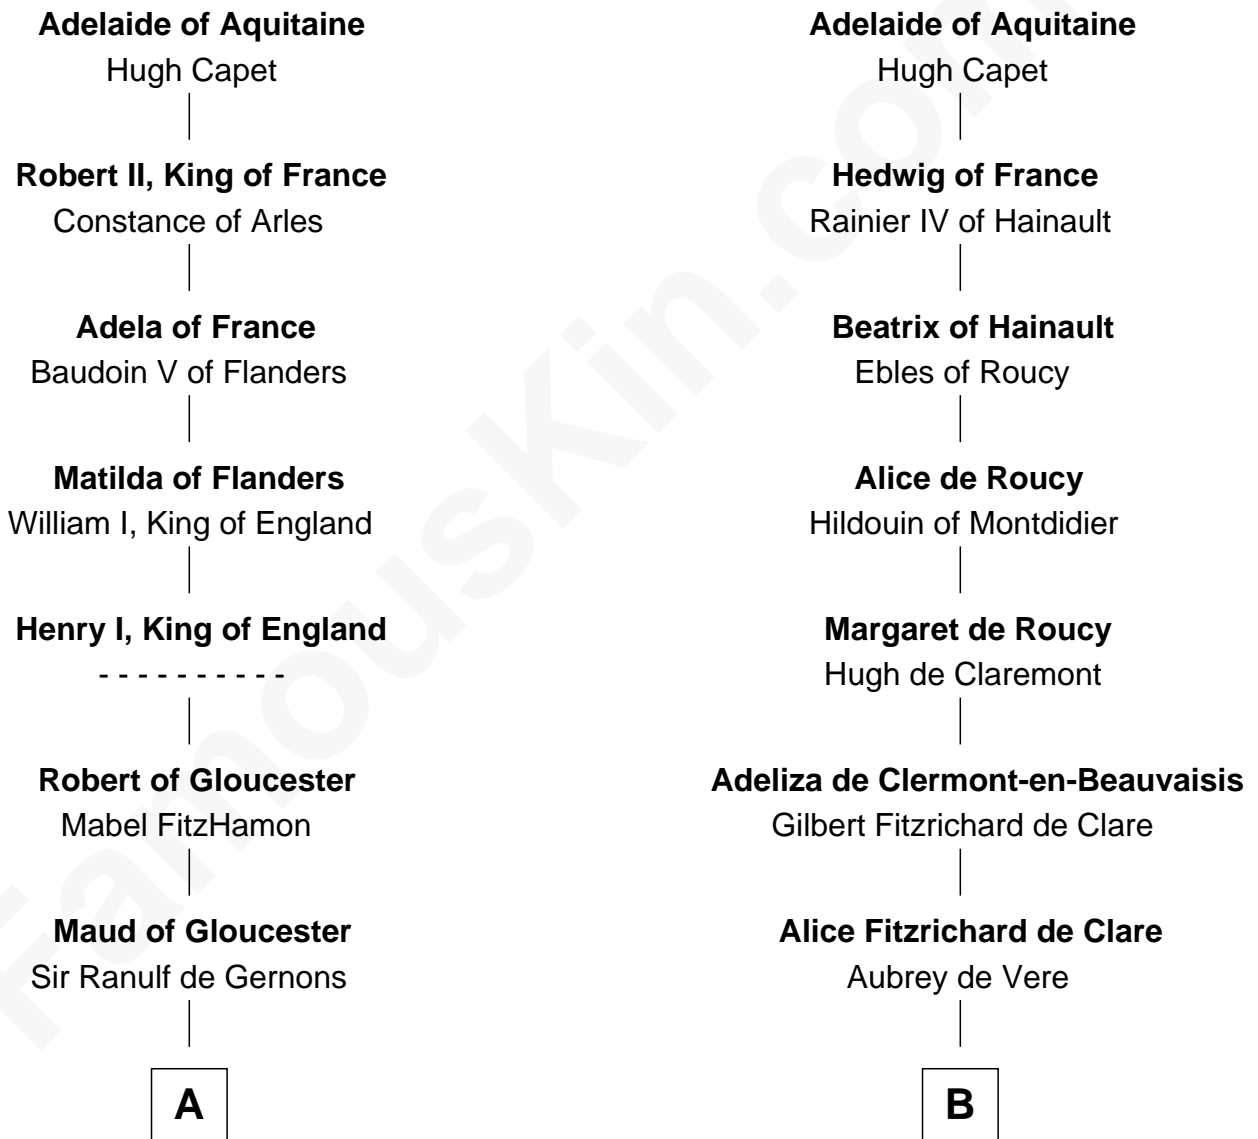 Adelaide of Aquitaine
Hugh Capet
Robert II, King of France
Constance of Arles
Adela of France
Baudoin V of Flanders
Matilda of Flanders
William I, King of England
Henry I, King of England
- - - - - - - - - -
Robert of Gloucester
Mabel FitzHamon
Maud of Gloucester
Sir Ranulf de Gernons
A
Adelaide of Aquitaine
Hugh Capet
Hedwig of France
Rainier IV of Hainault
Beatrix of Hainault
Ebles of Roucy
Alice de Roucy
Hildouin of Montdidier
Margaret de Roucy
Hugh de Claremont
Adeliza de Clermont-en-Beauvaisis
Gilbert Fitzrichard de Clare
Alice Fitzrichard de Clare
Aubrey de Vere
B
FamousKin.com